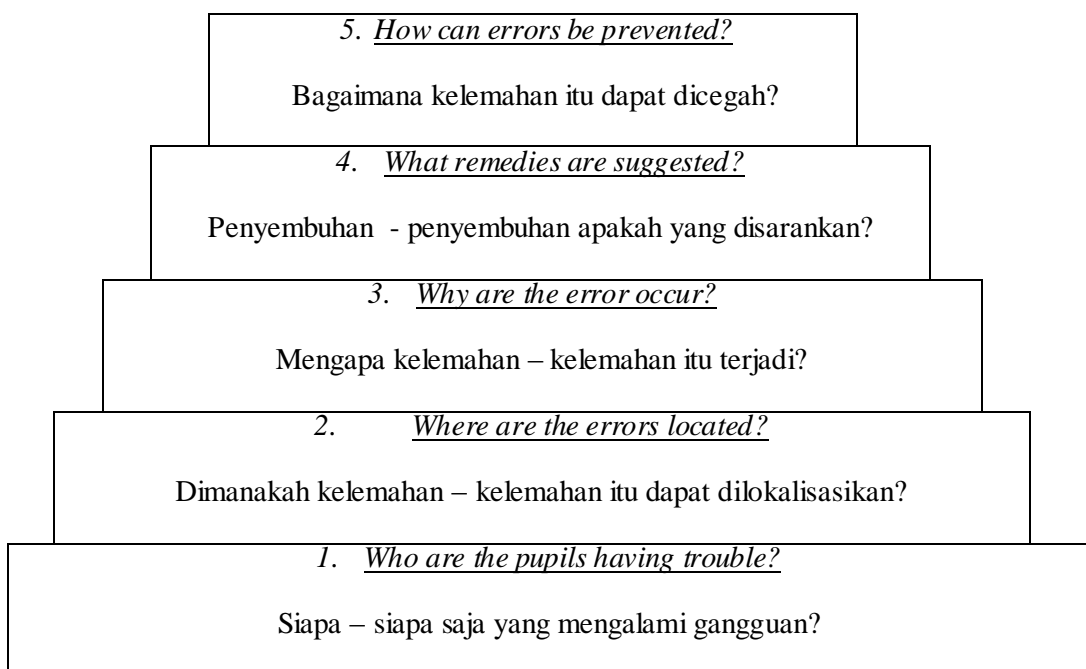 5. How can errors be prevented?
Bagaimana kelemahan itu dapat dicegah?
4. What remedies are suggested?
Penyembuhan - penyembuhan apakah yang disarankan?
3. Why are the error occur?
Mengapa kelemahan – kelemahan itu terjadi?
2. Where are the errors located?
Dimanakah kelemahan – kelemahan itu dapat dilokalisasikan?
1. Who are the pupils having trouble?
Siapa – siapa saja yang mengalami gangguan?